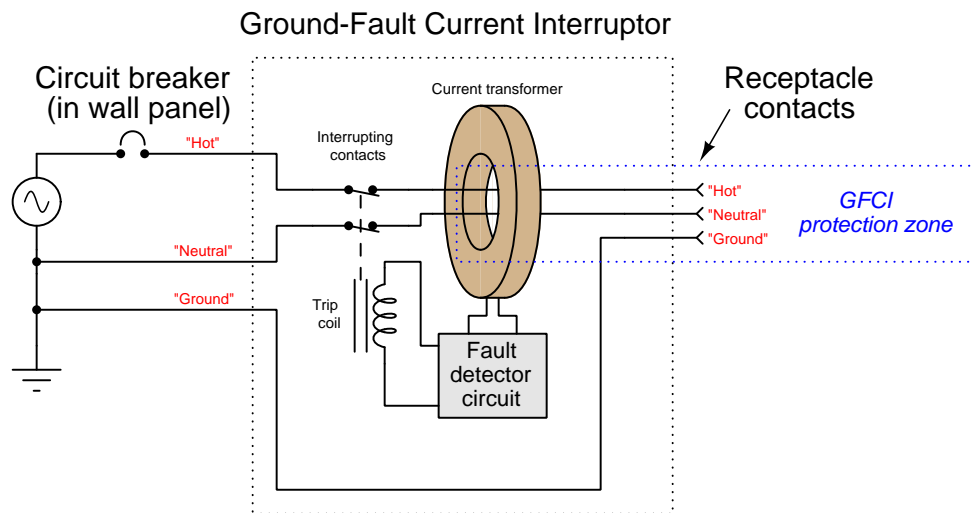 Ground-Fault Current Interruptor
Circuit breaker
(in wall panel)
Current transformer
Receptacle
contacts
"Hot"
Interrupting
contacts
"Hot"
"Neutral"
"Ground"
GFCI
protection zone
"Neutral"
"Ground"
Trip
coil
Fault
detector
circuit